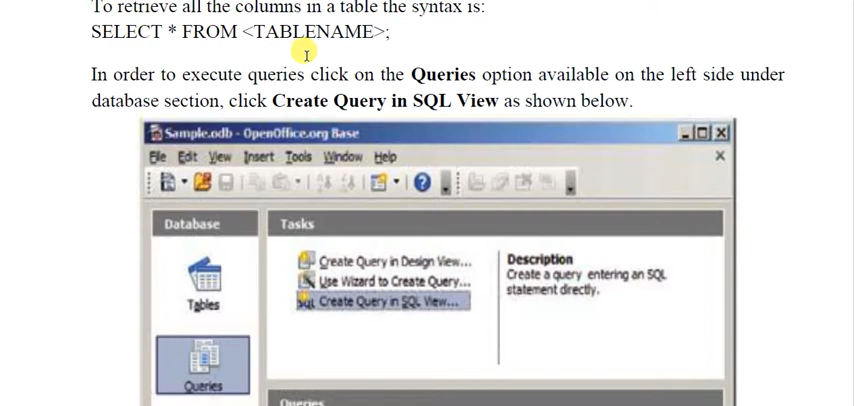 To retrieve all the columns in a table the syntax is:
SELECT * FROM <TABLENAME>;
In order to execute queries click on the Queries option available on the left side under
database section, click Create Query in SQL View as shown below.
Sample.odb - OpenOffice.org Base
File Edit View Insert Tools Window Help
Database
Tasks
Create Query in Design View...
Use Wizard to Create Query...
SQL Create Query in SQL View...
Description
Create a query entering an SQL
statement directly.
Tables
Queries
Queries